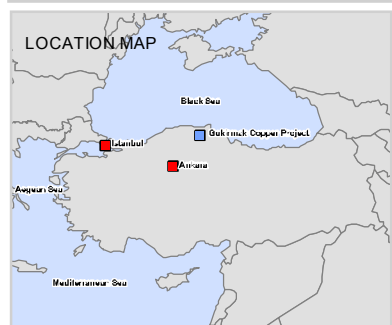 LOCATION MAP
Black Sea
Gokirmak Copper Project
Istanbul
Ankara
Aegean Sea
Mediterranean Sea